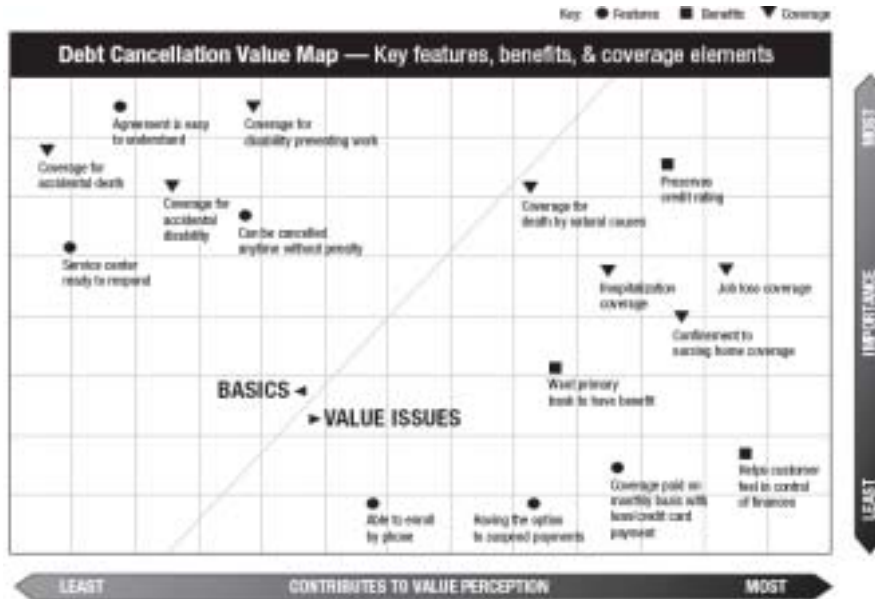 Key: Features Benefits Coverage
Debt Cancellation Value Map — Key features, benefits, & coverage elements
Agreement is easy
to understand
Coverage for
disability preventing work
Coverage for
accidental death
Coverage for
accidental
disability
Can be cancelled
anytime without penalty
Service center
ready to respond
Preserves
credit rating
Coverage for
death by natural causes
Hospitalization
coverage
Job loss coverage
Confinement to
nursing home coverage
Want primary
bank to have benefit
BASICS
VALUE ISSUES
Able to enroll
by phone
Having the option
to suspend payments
Coverage paid on
monthly basis with
loan/credit card
payment
Helps customer
feel in control
of finances
MOST
IMPORTANCE
LEAST
LEAST CONTRIBUTES TO VALUE PERCEPTION MOST